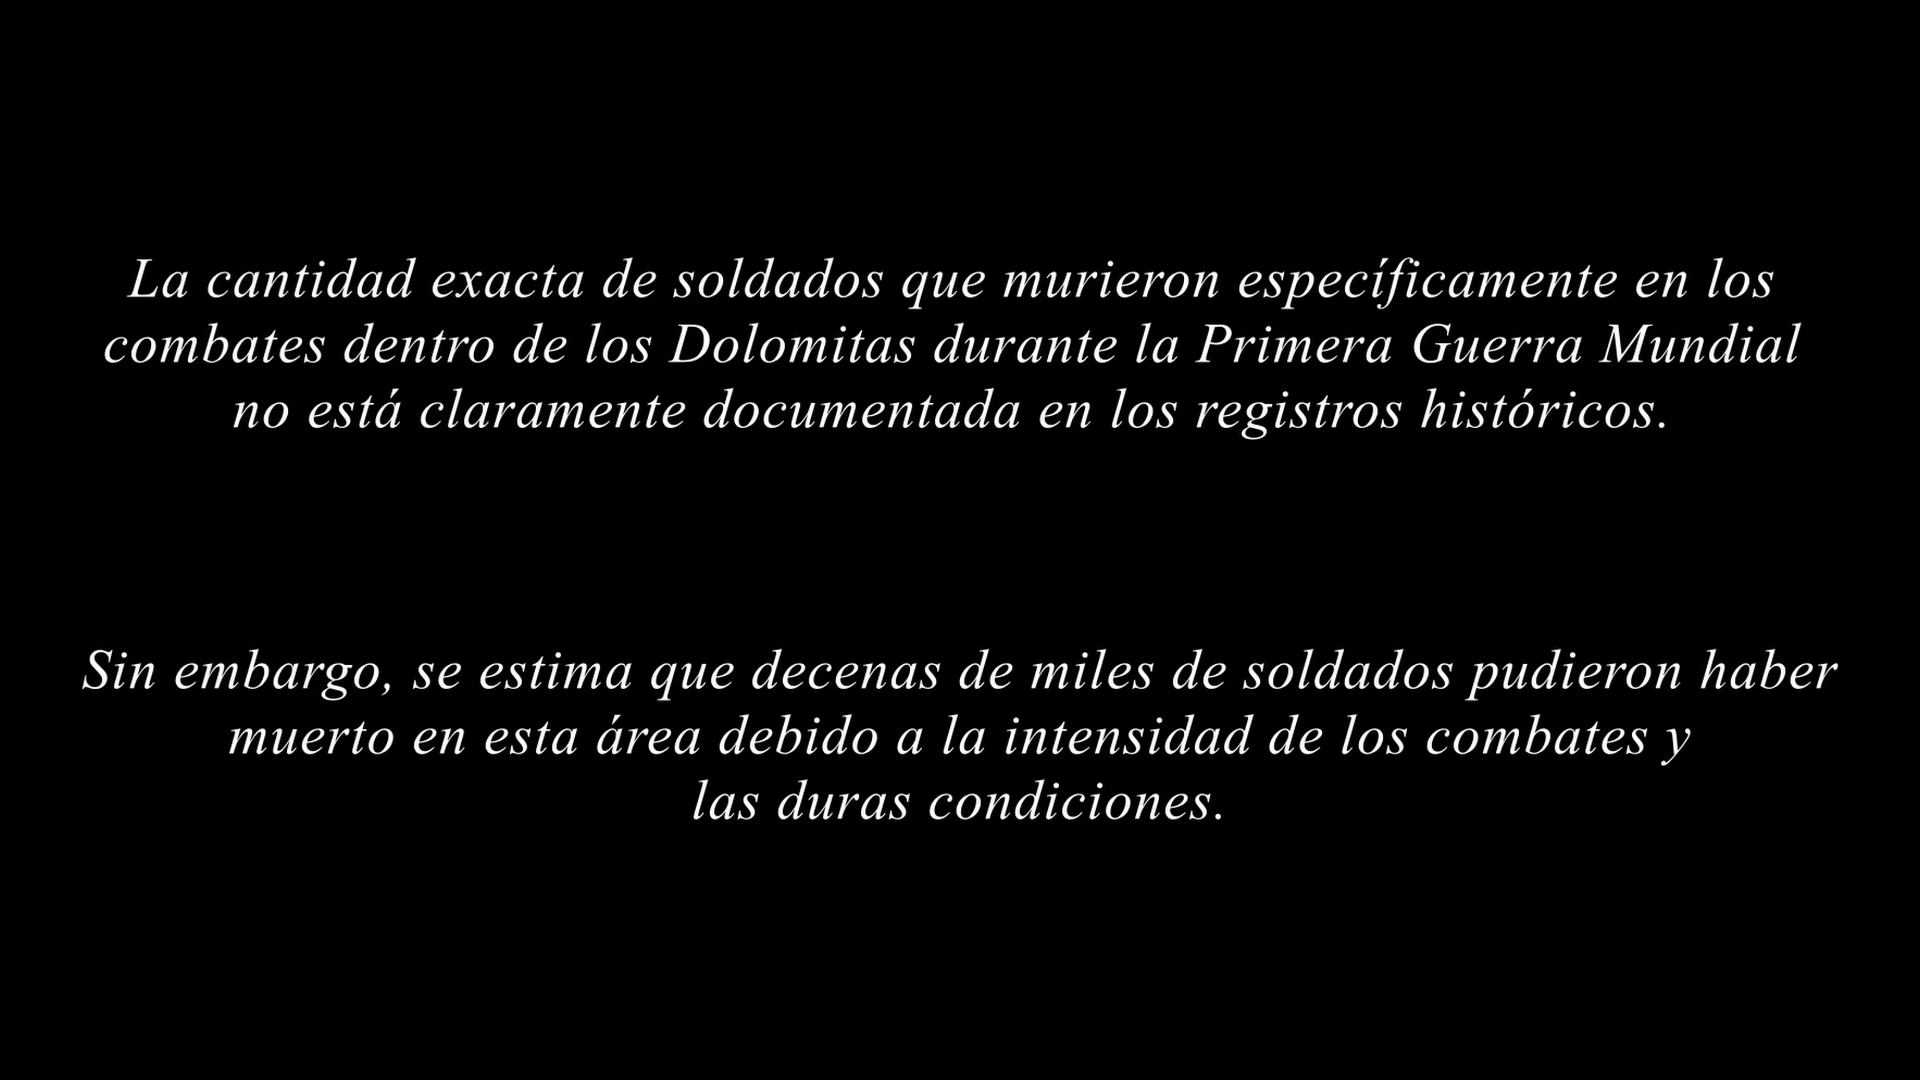 La cantidad exacta de soldados que murieron específicamente en los
combates dentro de los Dolomitas durante la Primera Guerra Mundial
no está claramente documentada en los registros históricos.
Sin embargo, se estima que decenas de miles de soldados pudieron haber
muerto en esta área debido a la intensidad de los combates y
las duras condiciones.